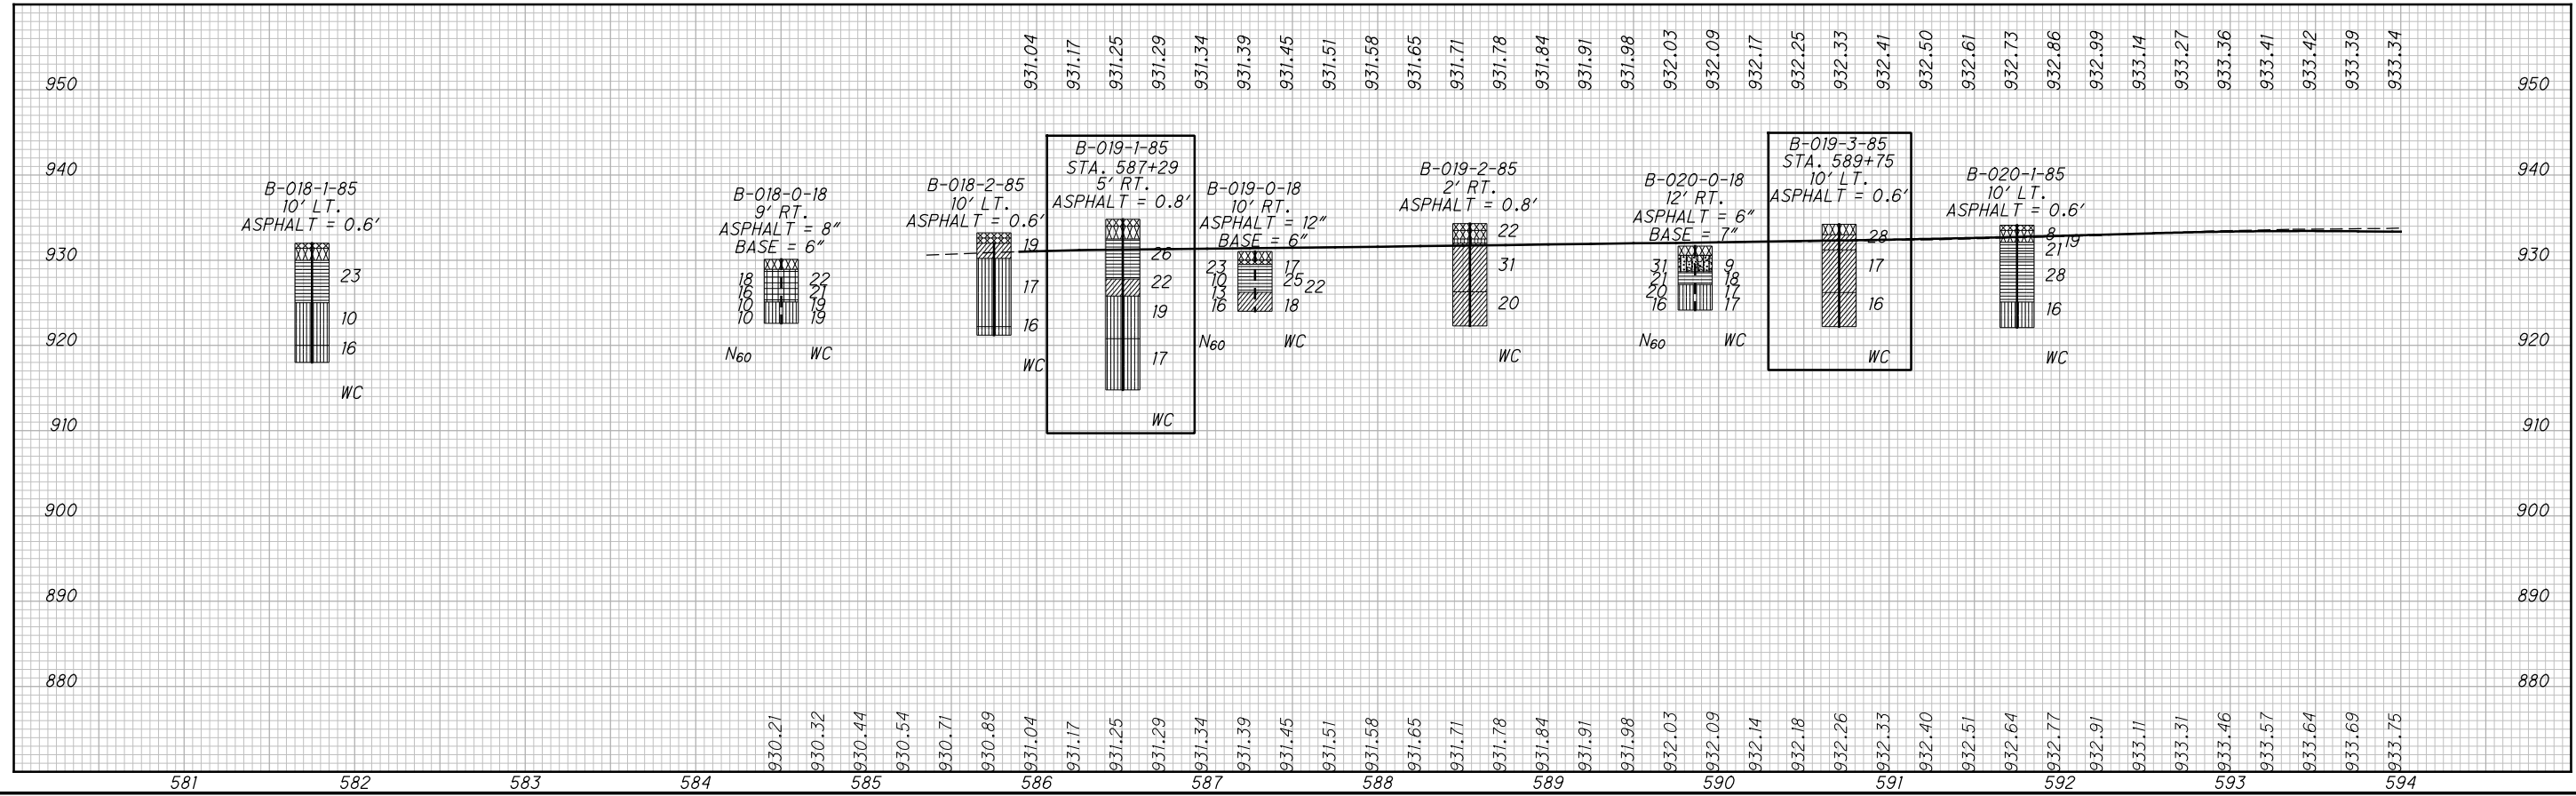 931.04 931.17 931.25 931.29 931.34 931.39 931.45 931.51 931.58 931.65 931.71 931.78 931.84 931.91 931.98 932.03 932.09 932.17 932.25 932.33 932.41 932.50 932.61 932.73 932.86 932.99 933.14 933.27 933.36 933.41 933.42 933.39 933.34
950 950
940 940
930 930
920 920
910 910
900 900
890 890
880 880
B-018-1-85
10' LT.
ASPHALT = 0.6'
23
10
16
WC
B-018-0-18
9' RT.
ASPHALT = 8"
BASE = 6"
18 22
16 21
10 19
10 19
N60 WC
B-018-2-85
10' LT.
ASPHALT = 0.6'
19
17
16
WC
B-019-1-85
STA. 587+29
5' RT.
ASPHALT = 0.8'
26
22
19
17
WC
B-019-0-18
10' RT.
ASPHALT = 12"
BASE = 6"
23 17
10 25 22
13
16 18
N60 WC
B-019-2-85
2' RT.
ASPHALT = 0.8'
22
31
20
WC
B-020-0-18
12' RT.
ASPHALT = 6"
BASE = 7"
31 9
21 18
20 17
16 17
N60 WC
B-019-3-85
STA. 589+75
10' LT.
ASPHALT = 0.6'
28
17
16
WC
B-020-1-85
10' LT.
ASPHALT = 0.6'
8 19
21
28
16
WC
930.21 930.32 930.44 930.54 930.71 930.89 931.04 931.17 931.25 931.29 931.34 931.39 931.45 931.51 931.58 931.65 931.71 931.78 931.84 931.91 931.98 932.03 932.09 932.14 932.18 932.26 932.33 932.40 932.51 932.64 932.77 932.91 933.11 933.31 933.46 933.57 933.64 933.69 933.75
581 582 583 584 585 586 587 588 589 590 591 592 593 594